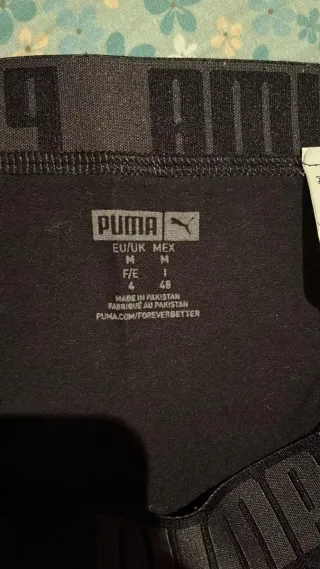 PUMA
EU/UK MEX
M M
F/E I
4 48
MADE IN PAKISTAN
FABRIQUÉ AU PAKISTAN
PUMA.COM/FOREVERBETTER